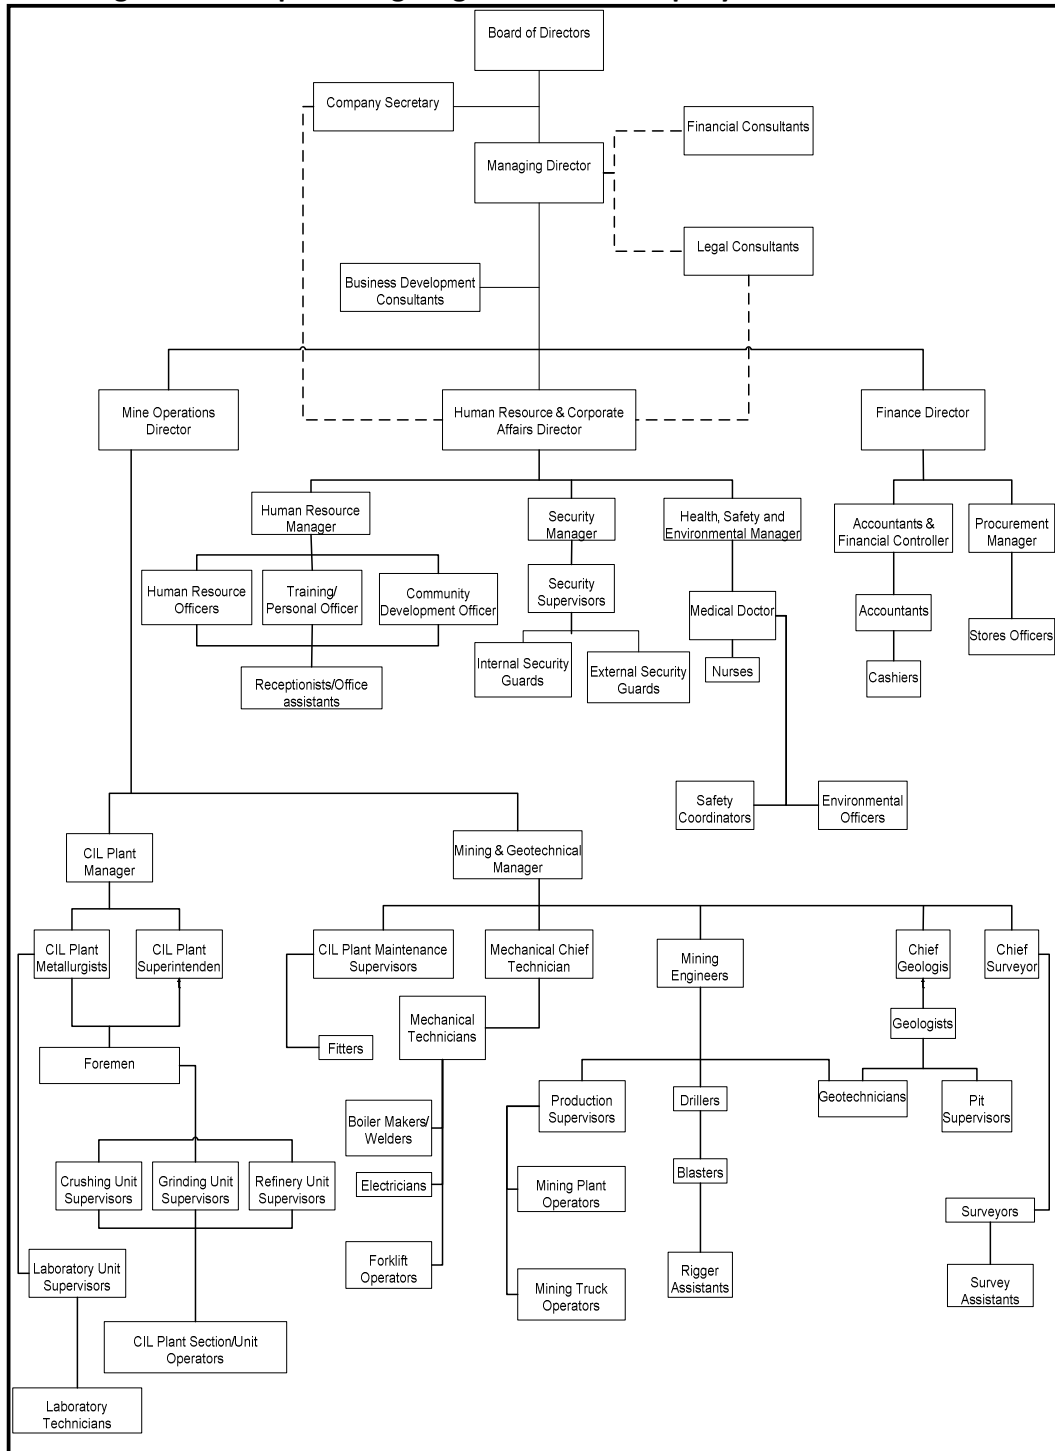 Board of Directors
Company Secretary
Financial Consultants
Managing Director
Legal Consultants
Business Development
Consultants
Mine Operations
Director
Human Resource & Corporate
Affairs Director
Finance Director
Human Resource
Manager
Security
Manager
Health, Safety and
Environmental Manager
Accountants &
Financial Controller
Procurement
Manager
Human Resource
Officers
Training/
Personal Officer
Community
Development Officer
Security
Supervisors
Medical Doctor
Accountants
Stores Officers
Receptionists/Office
assistants
Internal Security
Guards
External Security
Guards
Nurses
Cashiers
Safety
Coordinators
Environmental
Officers
CIL Plant
Manager
Mining & Geotechnical
Manager
CIL Plant
Metallurgists
CIL Plant
Superintenden
t
CIL Plant Maintenance
Supervisors
Mechanical Chief
Technician
Mining
Engineers
Chief
Geologis
t
Chief
Surveyor
Mechanical
Technicians
Geologists
Fitters
Foremen
Production
Supervisors
Drillers
Geotechnicians
Pit
Supervisors
Boiler Makers/
Welders
Electricians
Blasters
Crushing Unit
Supervisors
Grinding Unit
Supervisors
Refinery Unit
Supervisors
Mining Plant
Operators
Surveyors
Laboratory Unit
Supervisors
Forklift
Operators
Mining Truck
Operators
Rigger
Assistants
Survey
Assistants
CIL Plant Section/Unit
Operators
Laboratory
Technicians